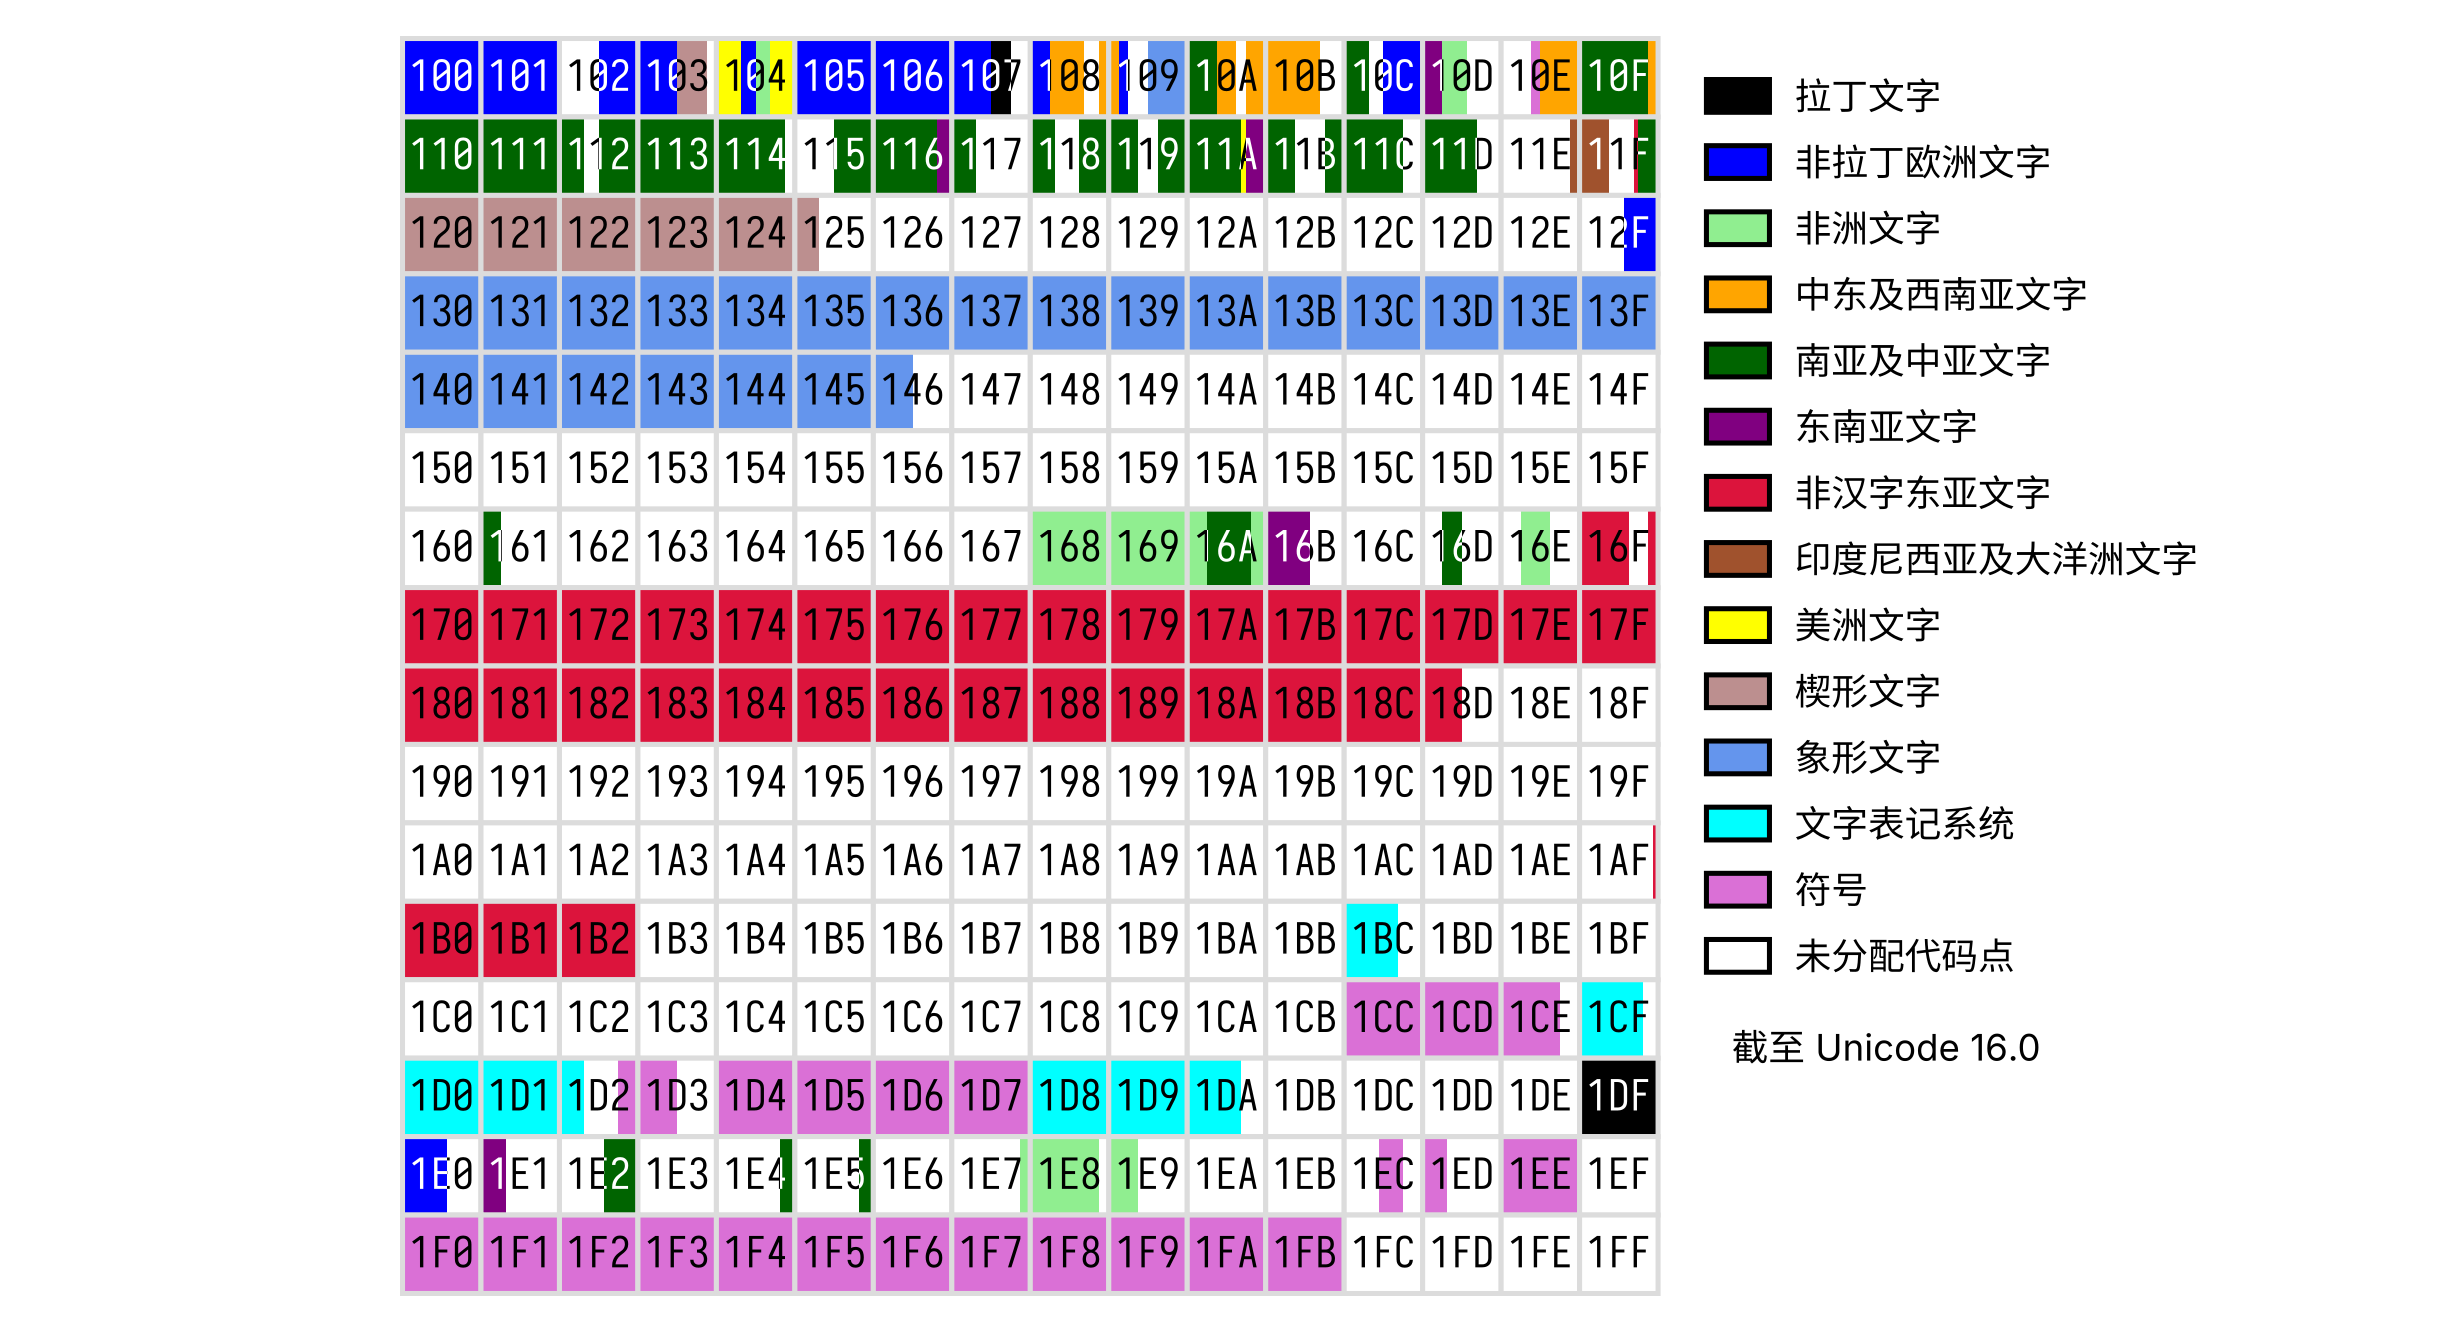 100 101 102 103 104 105 106 107 108 109 10A 10B 10C 10D 10E 10F
110 111 112 113 114 115 116 117 118 119 11A 11B 11C 11D 11E 11F
120 121 122 123 124 125 126 127 128 129 12A 12B 12C 12D 12E 12F
130 131 132 133 134 135 136 137 138 139 13A 13B 13C 13D 13E 13F
140 141 142 143 144 145 146 147 148 149 14A 14B 14C 14D 14E 14F
150 151 152 153 154 155 156 157 158 159 15A 15B 15C 15D 15E 15F
160 161 162 163 164 165 166 167 168 169 16A 16B 16C 16D 16E 16F
170 171 172 173 174 175 176 177 178 179 17A 17B 17C 17D 17E 17F
180 181 182 183 184 185 186 187 188 189 18A 18B 18C 18D 18E 18F
190 191 192 193 194 195 196 197 198 199 19A 19B 19C 19D 19E 19F
1A0 1A1 1A2 1A3 1A4 1A5 1A6 1A7 1A8 1A9 1AA 1AB 1AC 1AD 1AE 1AF
1B0 1B1 1B2 1B3 1B4 1B5 1B6 1B7 1B8 1B9 1BA 1BB 1BC 1BD 1BE 1BF
1C0 1C1 1C2 1C3 1C4 1C5 1C6 1C7 1C8 1C9 1CA 1CB 1CC 1CD 1CE 1CF
1D0 1D1 1D2 1D3 1D4 1D5 1D6 1D7 1D8 1D9 1DA 1DB 1DC 1DD 1DE 1DF
1E0 1E1 1E2 1E3 1E4 1E5 1E6 1E7 1E8 1E9 1EA 1EB 1EC 1ED 1EE 1EF
1F0 1F1 1F2 1F3 1F4 1F5 1F6 1F7 1F8 1F9 1FA 1FB 1FC 1FD 1FE 1FF
拉丁文字
非拉丁欧洲文字
非洲文字
中东及西南亚文字
南亚及中亚文字
东南亚文字
非汉字东亚文字
印度尼西亚及大洋洲文字
美洲文字
楔形文字
象形文字
文字表记系统
符号
未分配代码点
截至 Unicode 16.0